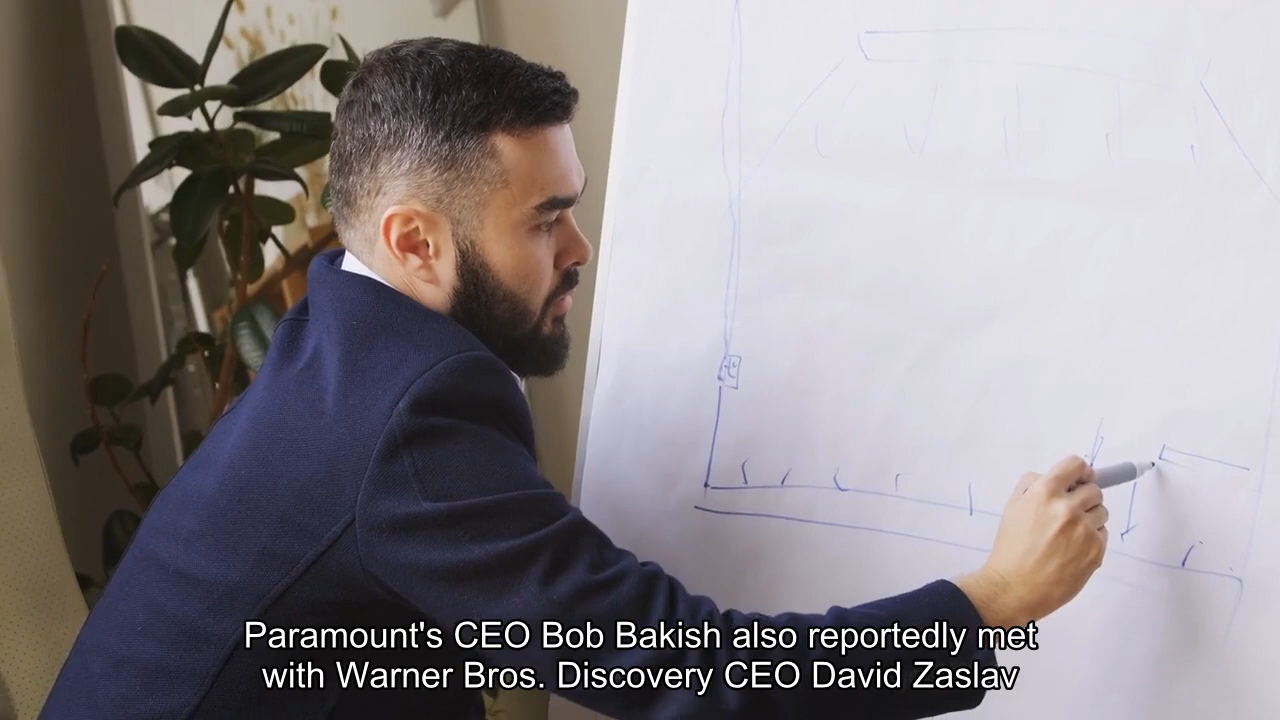 Paramount's CEO Bob Bakish also reportedly met
with Warner Bros. Discovery CEO David Zaslav